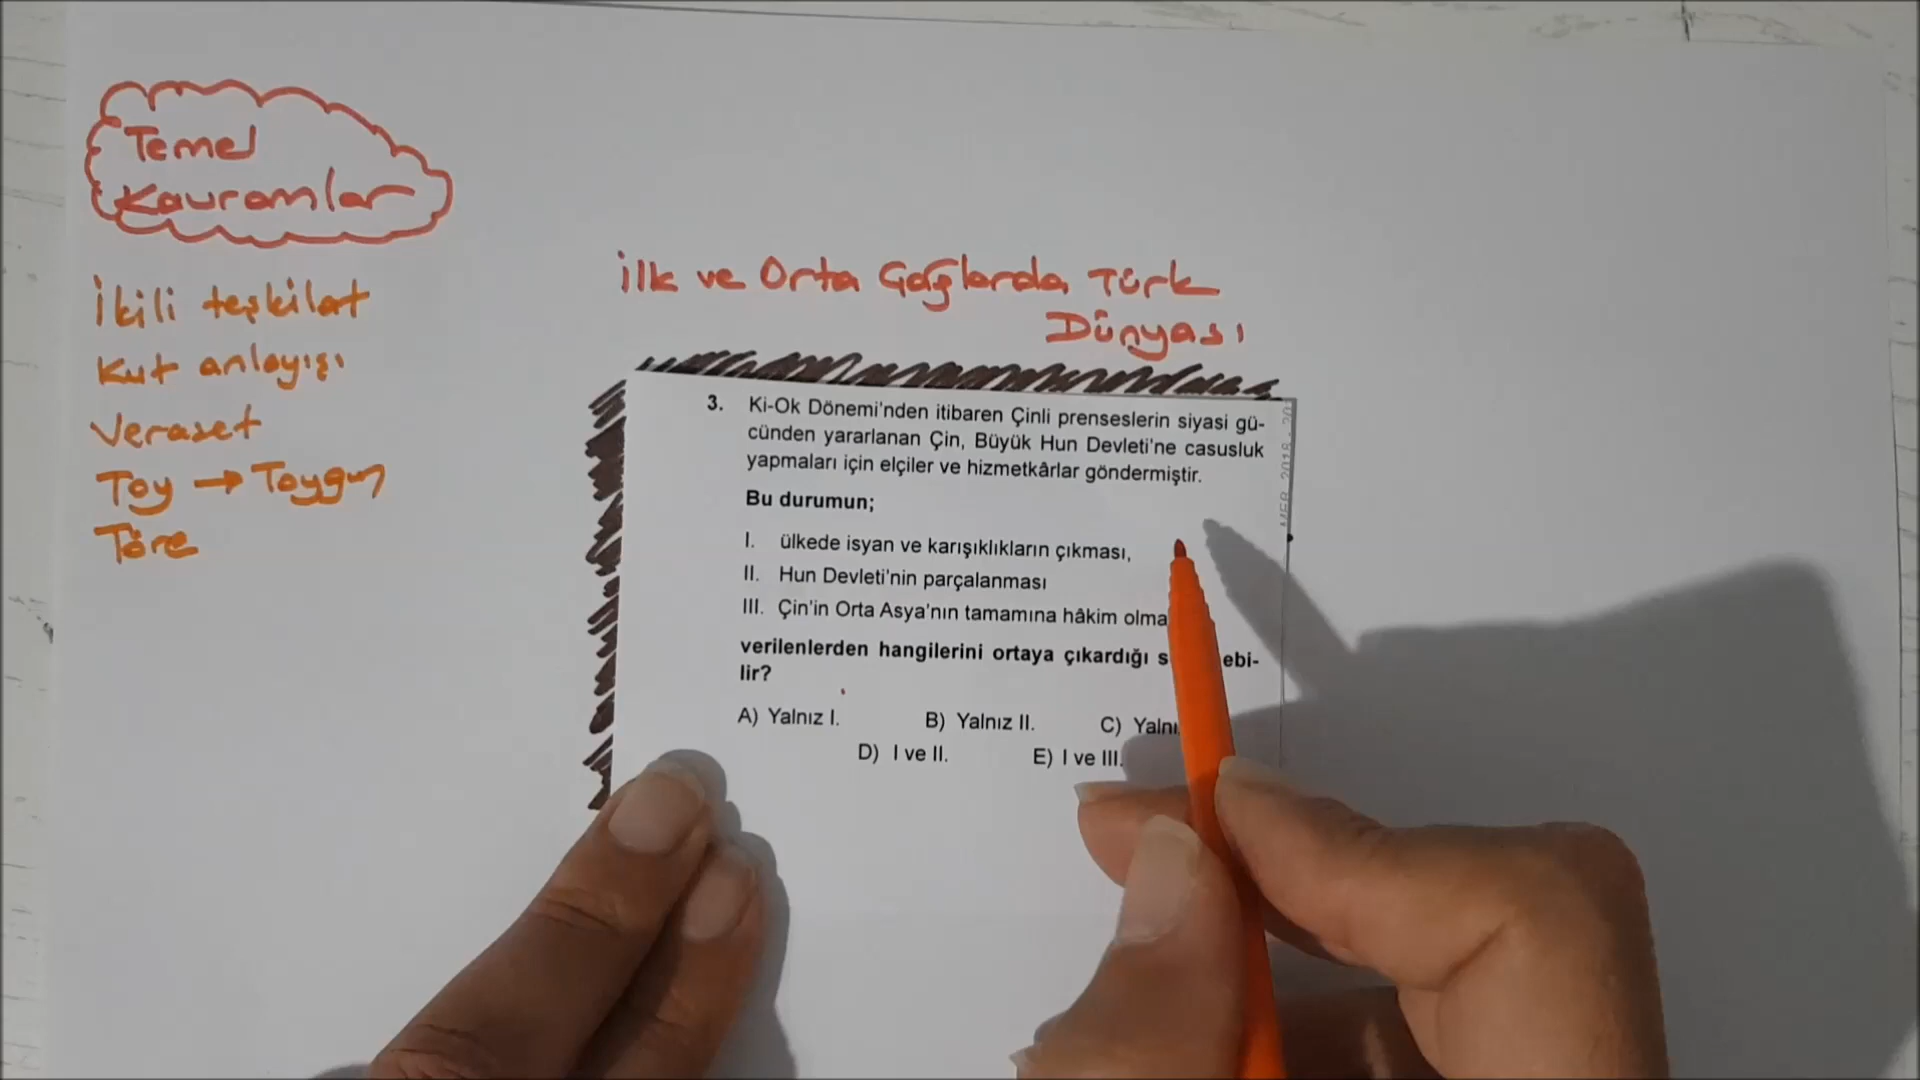 Temel
Kavramlar
İkili teşkilat
Kut anlayışı
Veraset
Toy → Toygun
Töre
İlk ve Orta Çağlarda Türk
Dünyası
3. Ki-Ok Dönemi'nden itibaren Çinli prenseslerin siyasi gü-
cünden yararlanan Çin, Büyük Hun Devleti'ne casusluk
yapmaları için elçiler ve hizmetkârlar göndermiştir.
Bu durumun;
I. ülkede isyan ve karışıklıkların çıkması,
II. Hun Devleti'nin parçalanması
III. Çin'in Orta Asya'nın tamamına hâkim olma
verilenlerden hangilerini ortaya çıkardığı s ebi-
lir?
A) Yalnız I. B) Yalnız II. C) Yalnı
D) I ve II. E) I ve III.